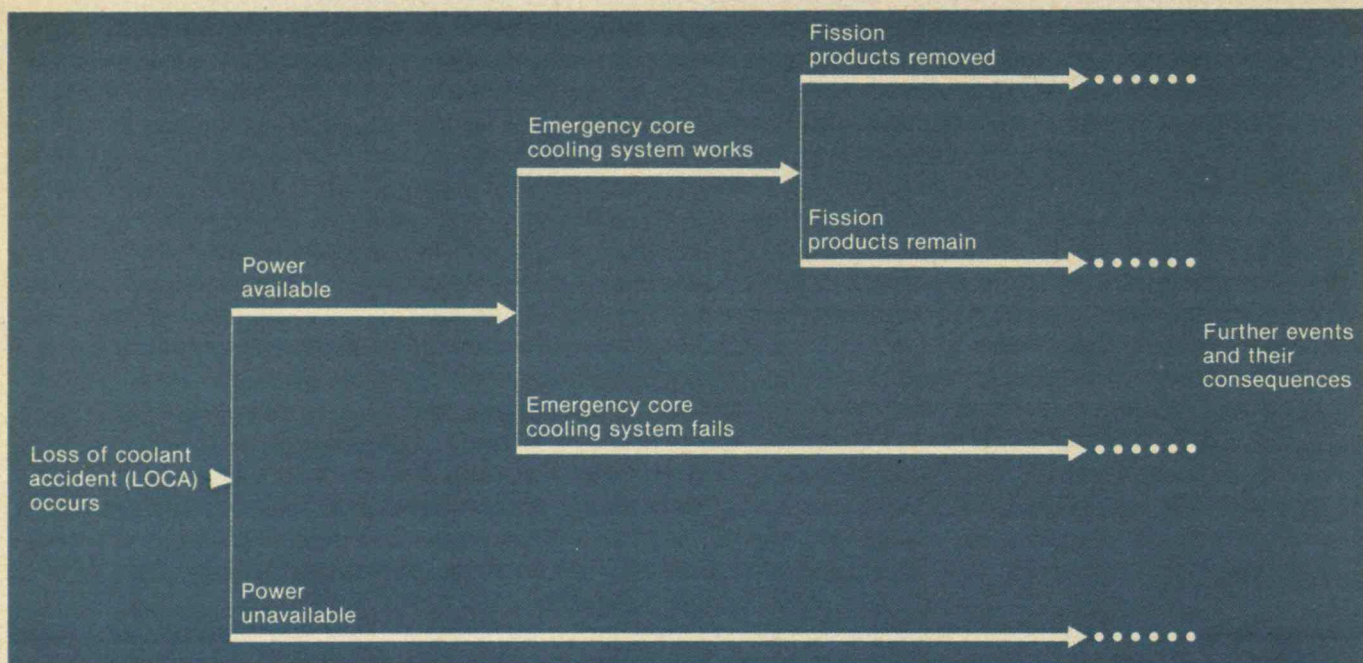 Fission
products removed
Emergency core
cooling system works
Fission
products remain
Power
available
Further events
and their
consequences
Emergency core
cooling system fails
Loss of coolant
accident (LOCA)
occurs
Power
unavailable